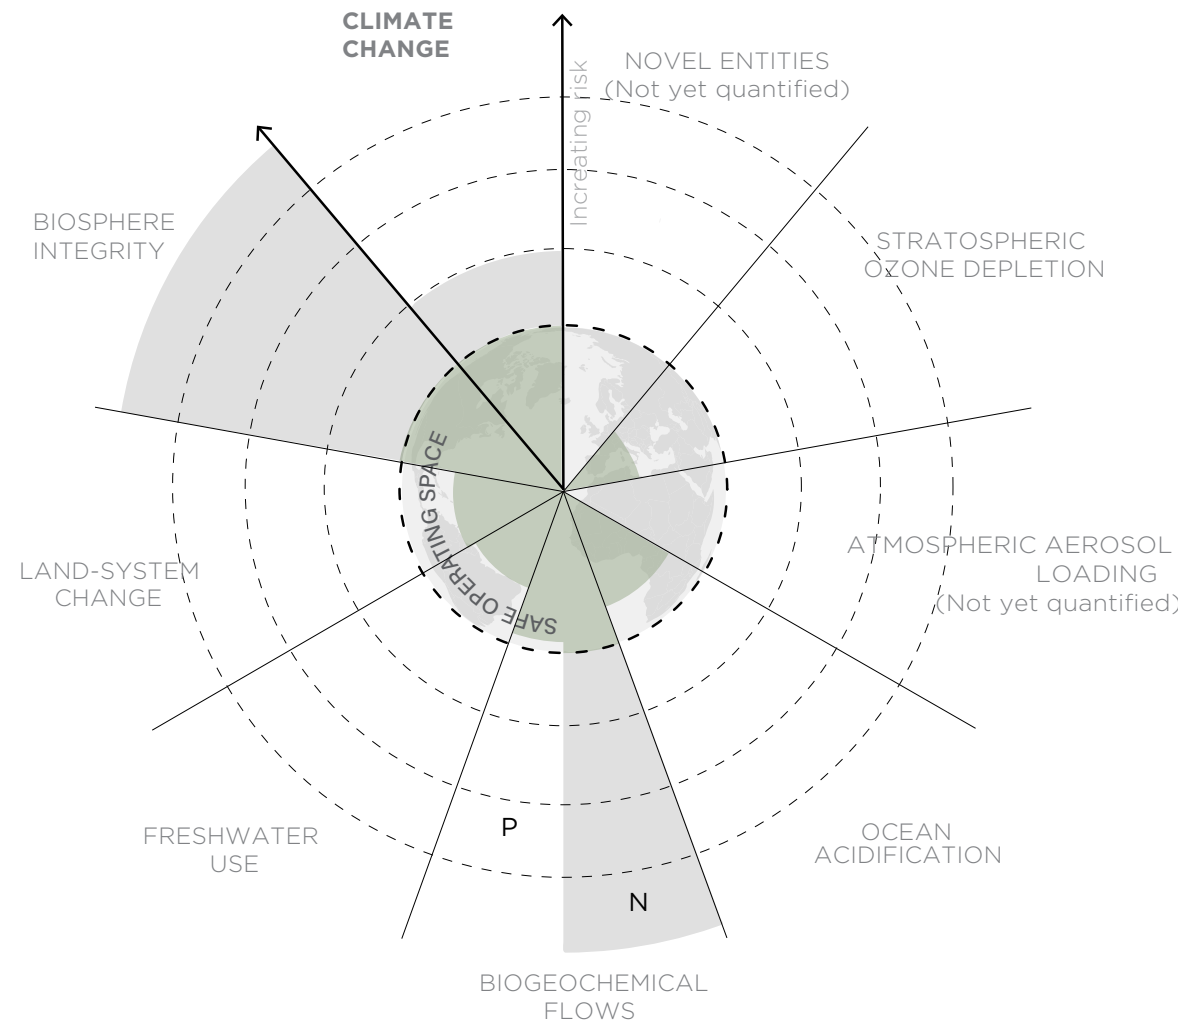 CLIMATE
CHANGE
Increating risk
NOVEL ENTITIES
(Not yet quantified)
BIOSPHERE
INTEGRITY
STRATOSPHERIC
OZONE DEPLETION
SAFE OPERATING SPACE
LAND-SYSTEM
CHANGE
ATMOSPHERIC AEROSOL
LOADING
(Not yet quantified)
FRESHWATER
USE
P
N
OCEAN
ACIDIFICATION
BIOGEOCHEMICAL
FLOWS